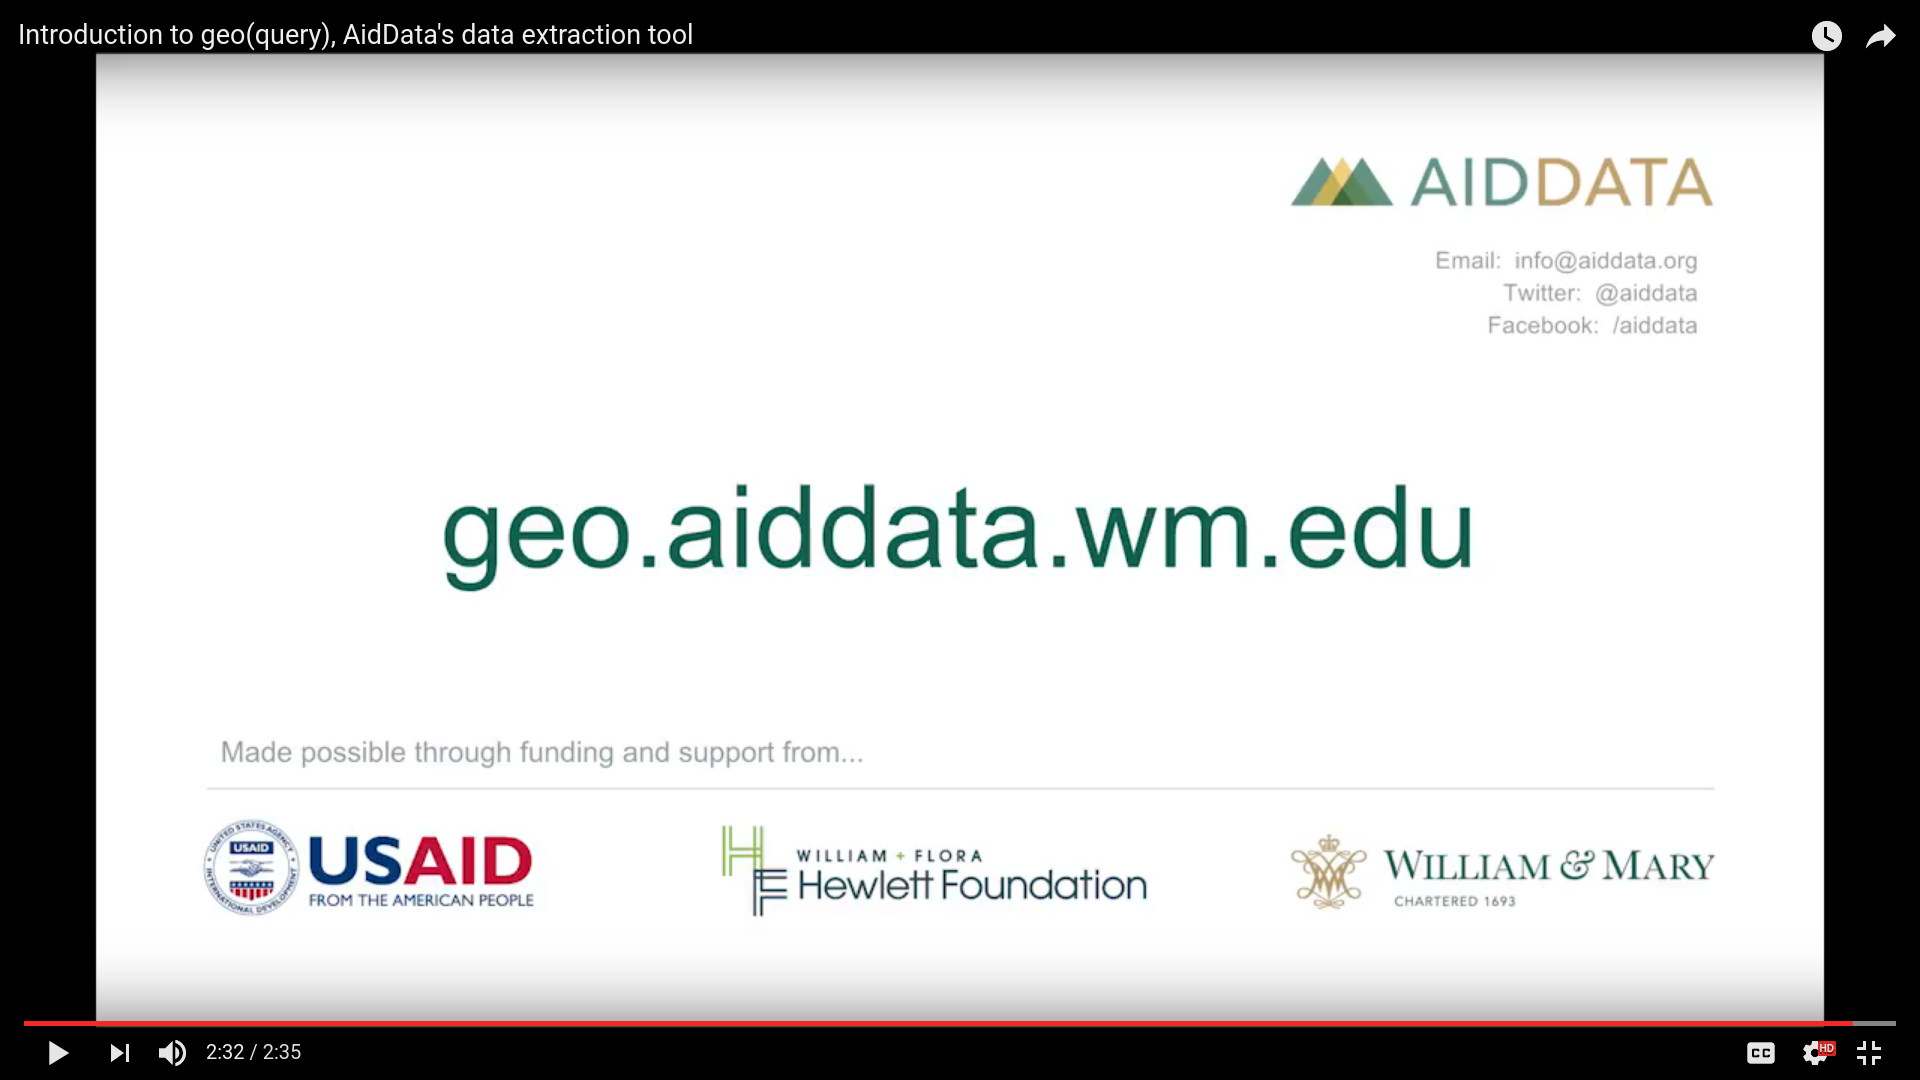 Introduction to geo(query), AidData's data extraction tool
AIDDATA
Email: info@aiddata.org
Twitter: @aiddata
Facebook: /aiddata
geo.aiddata.wm.edu
Made possible through funding and support from...
UNITED STATES AGENCY
USAID
INTERNATIONAL DEVELOPMENT
USAID
FROM THE AMERICAN PEOPLE
WILLIAM + FLORA
Hewlett Foundation
WILLIAM & MARY
CHARTERED 1693
2:32 / 2:35
CC
HD